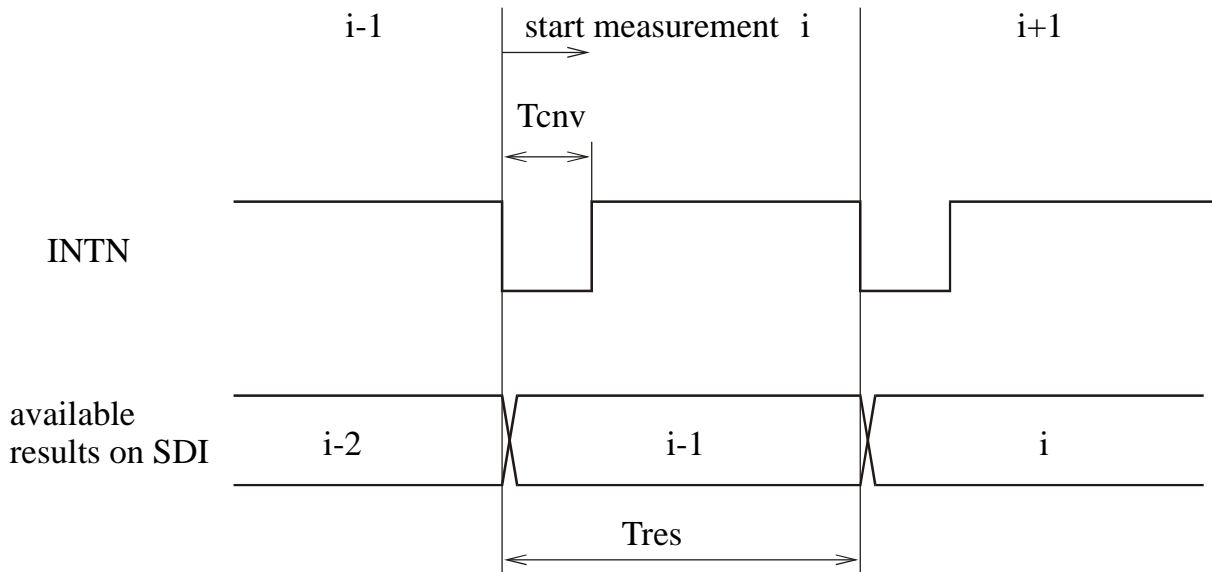 i-1
start measurement i
i+1
Tcnv
INTN
available
results on SDI
i-2
i-1
i
Tres